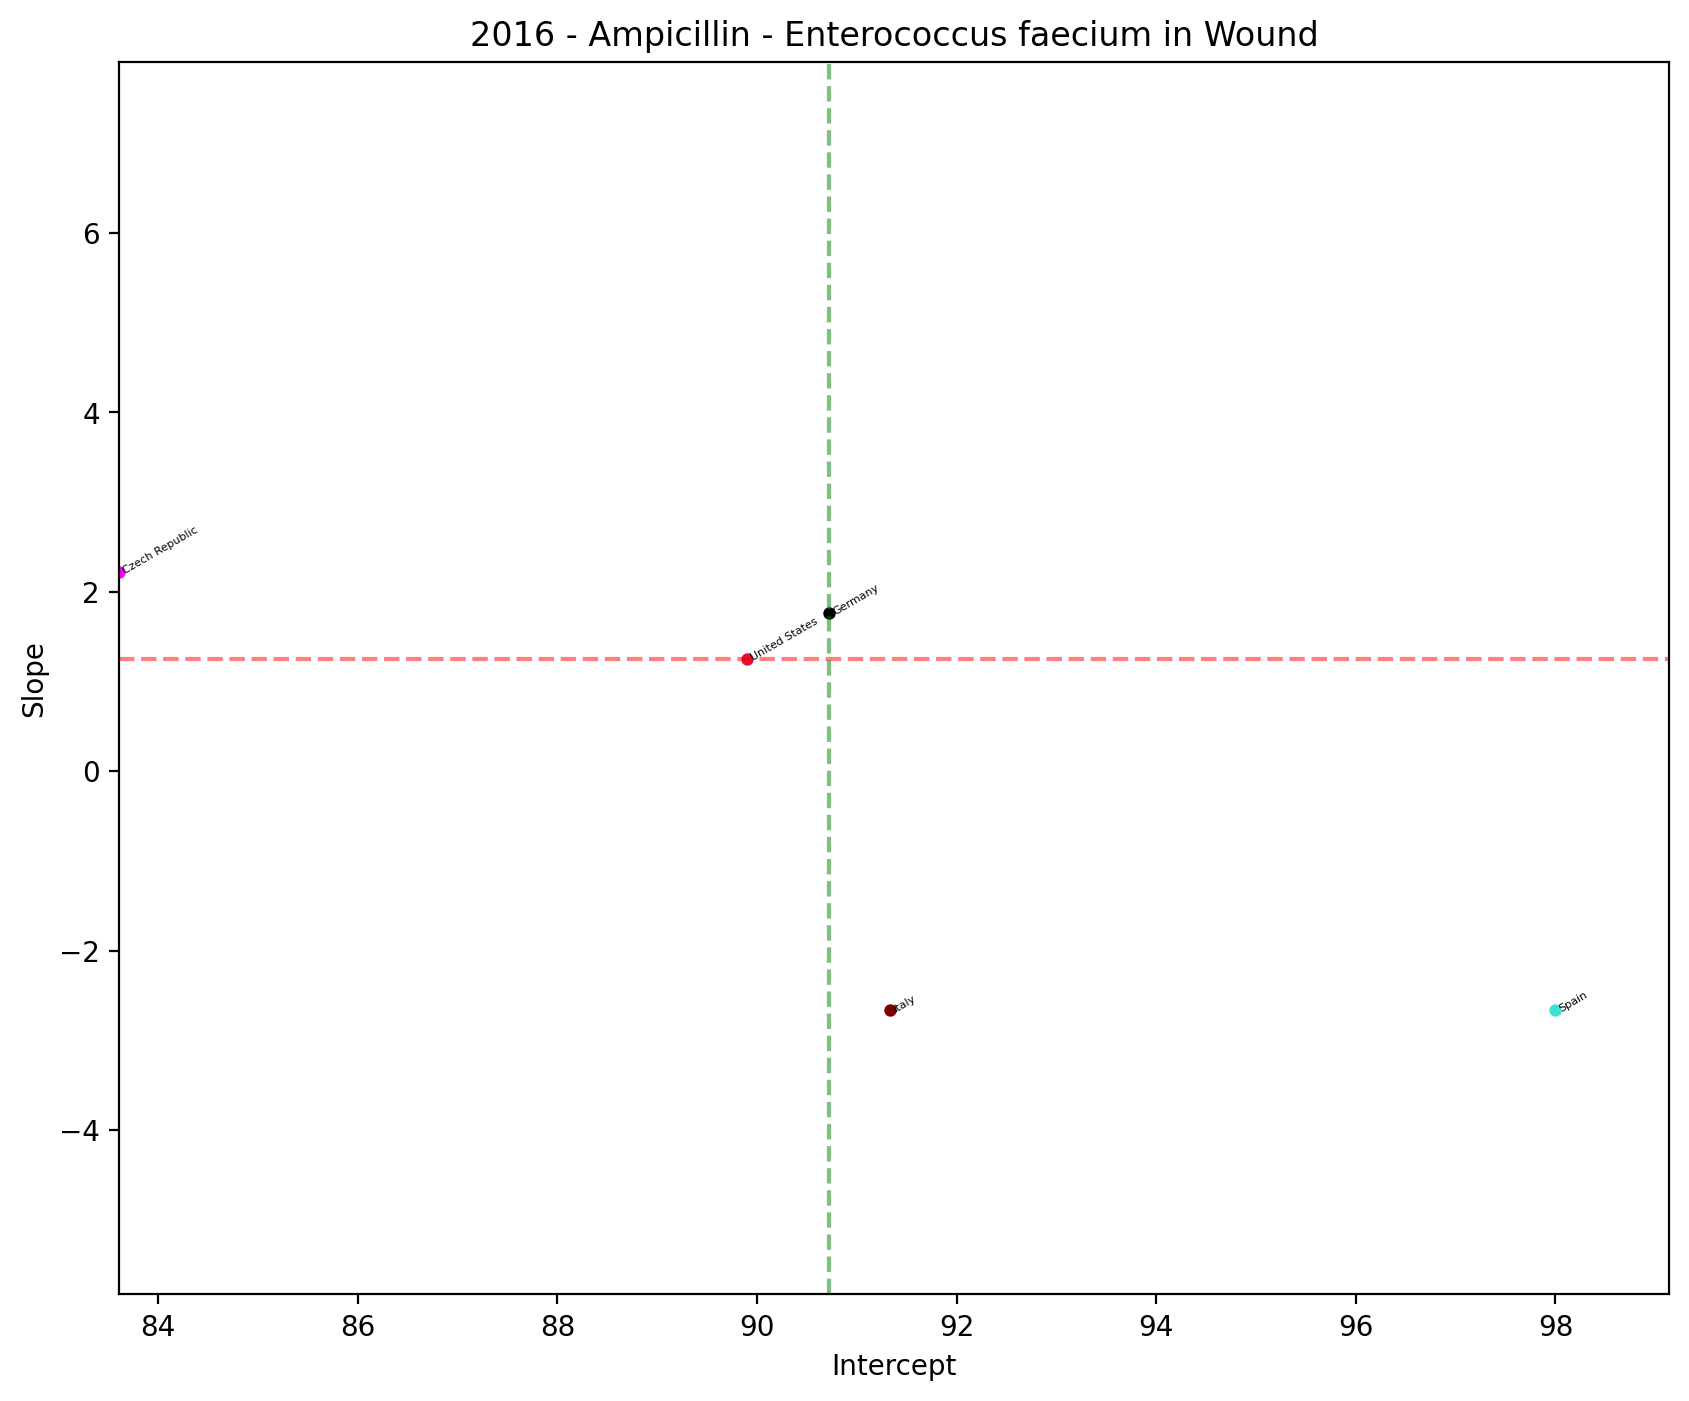 2016 - Ampicillin - Enterococcus faecium in Wound
6
4
2
0
−2
−4
Slope
Czech Republic
Germany
United States
Italy
Spain
84 86 88 90 92 94 96 98
Intercept